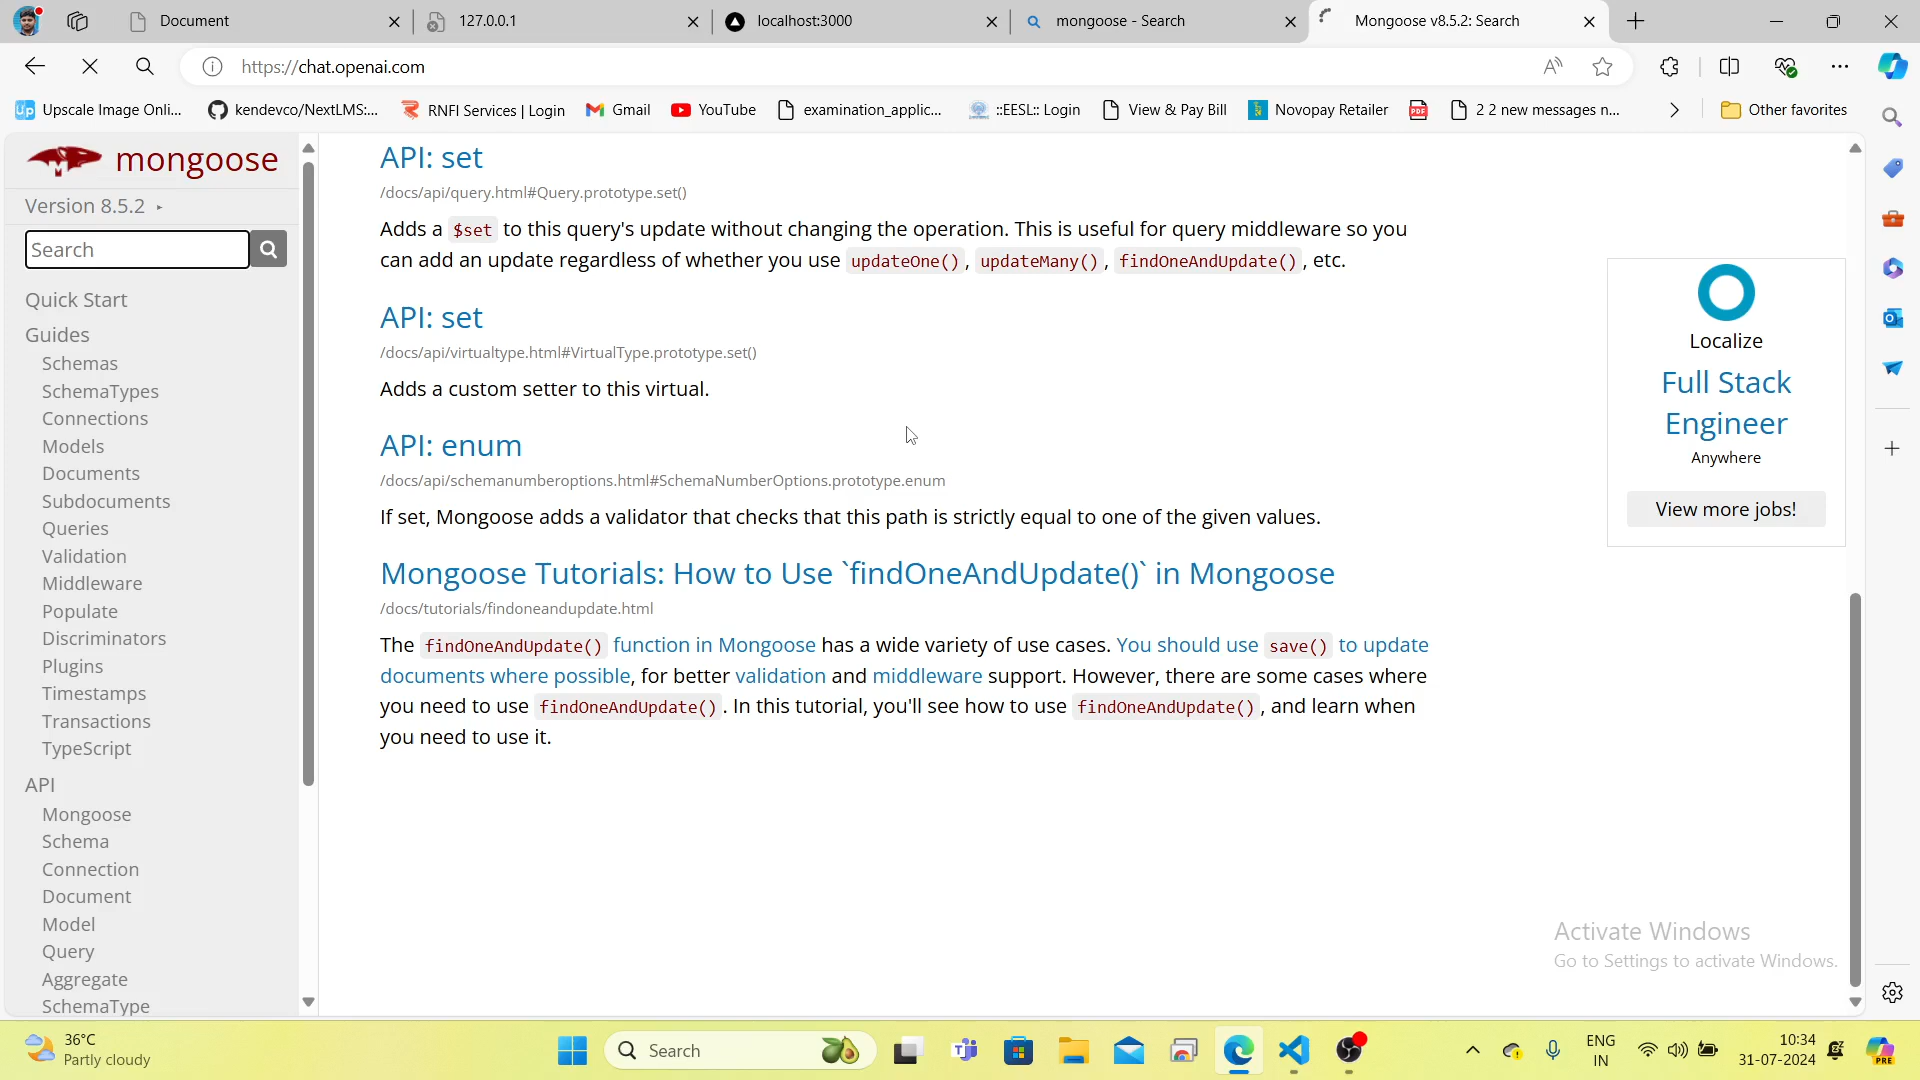 Document
127.0.0.1
localhost:3000
mongoose - Search
Mongoose v8.5.2: Search
https://chat.openai.com
Upscale Image Onli...
kendevco/NextLMS:...
RNFI Services | Login
Gmail
YouTube
examination_applic...
::EESL:: Login
View & Pay Bill
Novopay Retailer
2 2 new messages n...
Other favorites
mongoose
Version 8.5.2
Search
Quick Start
Guides
Schemas
SchemaTypes
Connections
Models
Documents
Subdocuments
Queries
Validation
Middleware
Populate
Discriminators
Plugins
Timestamps
Transactions
TypeScript
API
Mongoose
Schema
Connection
Document
Model
Query
Aggregate
SchemaType
API: set
/docs/api/query.html#Query.prototype.set()
Adds a $set to this query's update without changing the operation. This is useful for query middleware so you
can add an update regardless of whether you use updateOne(), updateMany(), findOneAndUpdate(), etc.
API: set
/docs/api/virtualtype.html#VirtualType.prototype.set()
Adds a custom setter to this virtual.
API: enum
/docs/api/schemanumberoptions.html#SchemaNumberOptions.prototype.enum
If set, Mongoose adds a validator that checks that this path is strictly equal to one of the given values.
Mongoose Tutorials: How to Use `findOneAndUpdate()` in Mongoose
/docs/tutorials/findoneandupdate.html
The findOneAndUpdate() function in Mongoose has a wide variety of use cases. You should use save() to update
documents where possible, for better validation and middleware support. However, there are some cases where
you need to use findOneAndUpdate(). In this tutorial, you'll see how to use findOneAndUpdate(), and learn when
you need to use it.
Localize
Full Stack
Engineer
Anywhere
View more jobs!
Activate Windows
Go to Settings to activate Windows.
36°C
Partly cloudy
Search
ENG
IN
10:34
31-07-2024